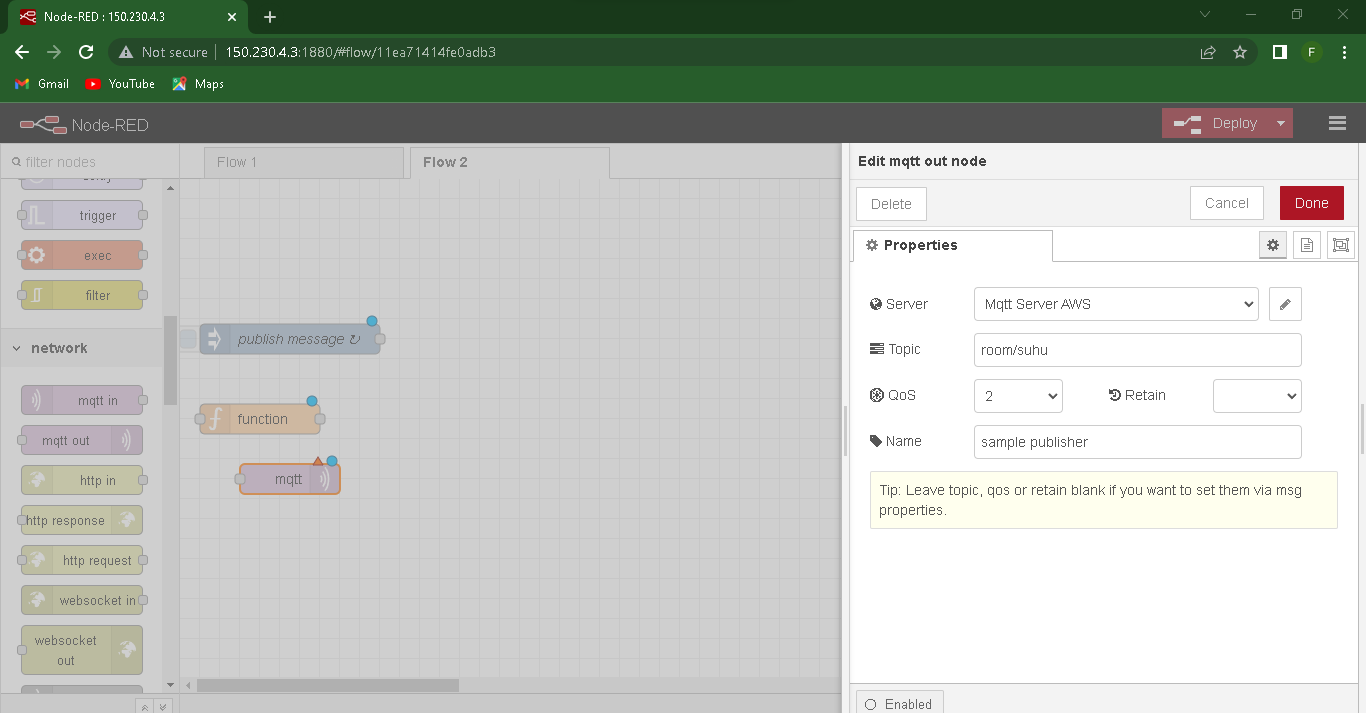 Node-RED : 150.230.4.3
Not secure 150.230.4.3:1880/#flow/11ea71414fe0adb3
F
Gmail YouTube Maps
Node-RED Deploy
filter nodes
Flow 1 Flow 2
trigger
exec
filter
network
mqtt in
mqtt out
http in
http response
http request
websocket in
websocket
out
publish message ↻
function
mqtt
Edit mqtt out node
Delete Cancel Done
Properties
Server Mqtt Server AWS
Topic room/suhu
QoS 2 Retain
Name sample publisher
Tip: Leave topic, qos or retain blank if you want to set them via msg
properties.
Enabled